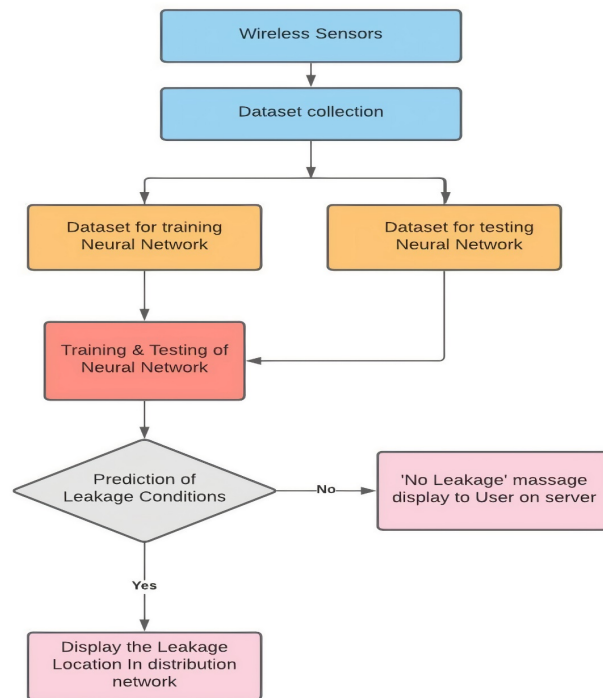 Wireless Sensors
Dataset collection
Dataset for training
Neural Network
Dataset for testing
Neural Network
Training & Testing of
Neural Network
Prediction of
Leakage Conditions
No
'No Leakage' massage
display to User on server
Yes
Display the Leakage
Location In distribution
network